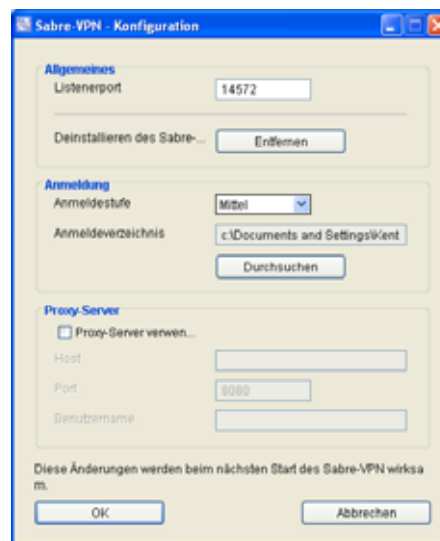 Sabre-VPN - Konfiguration
Allgemeines
Listenerport
14572
Deinstallieren des Sabre-...
Entfernen
Anmeldung
Anmeldestufe
Mittel
Anmeldeverzeichnis
c:\Documents and Settings\Kent
Durchsuchen
Proxy-Server
Proxy-Server verwen...
Host
Port
8080
Benutzername
Diese Änderungen werden beim nächsten Start des Sabre-VPN wirksa
m.
OK
Abbrechen